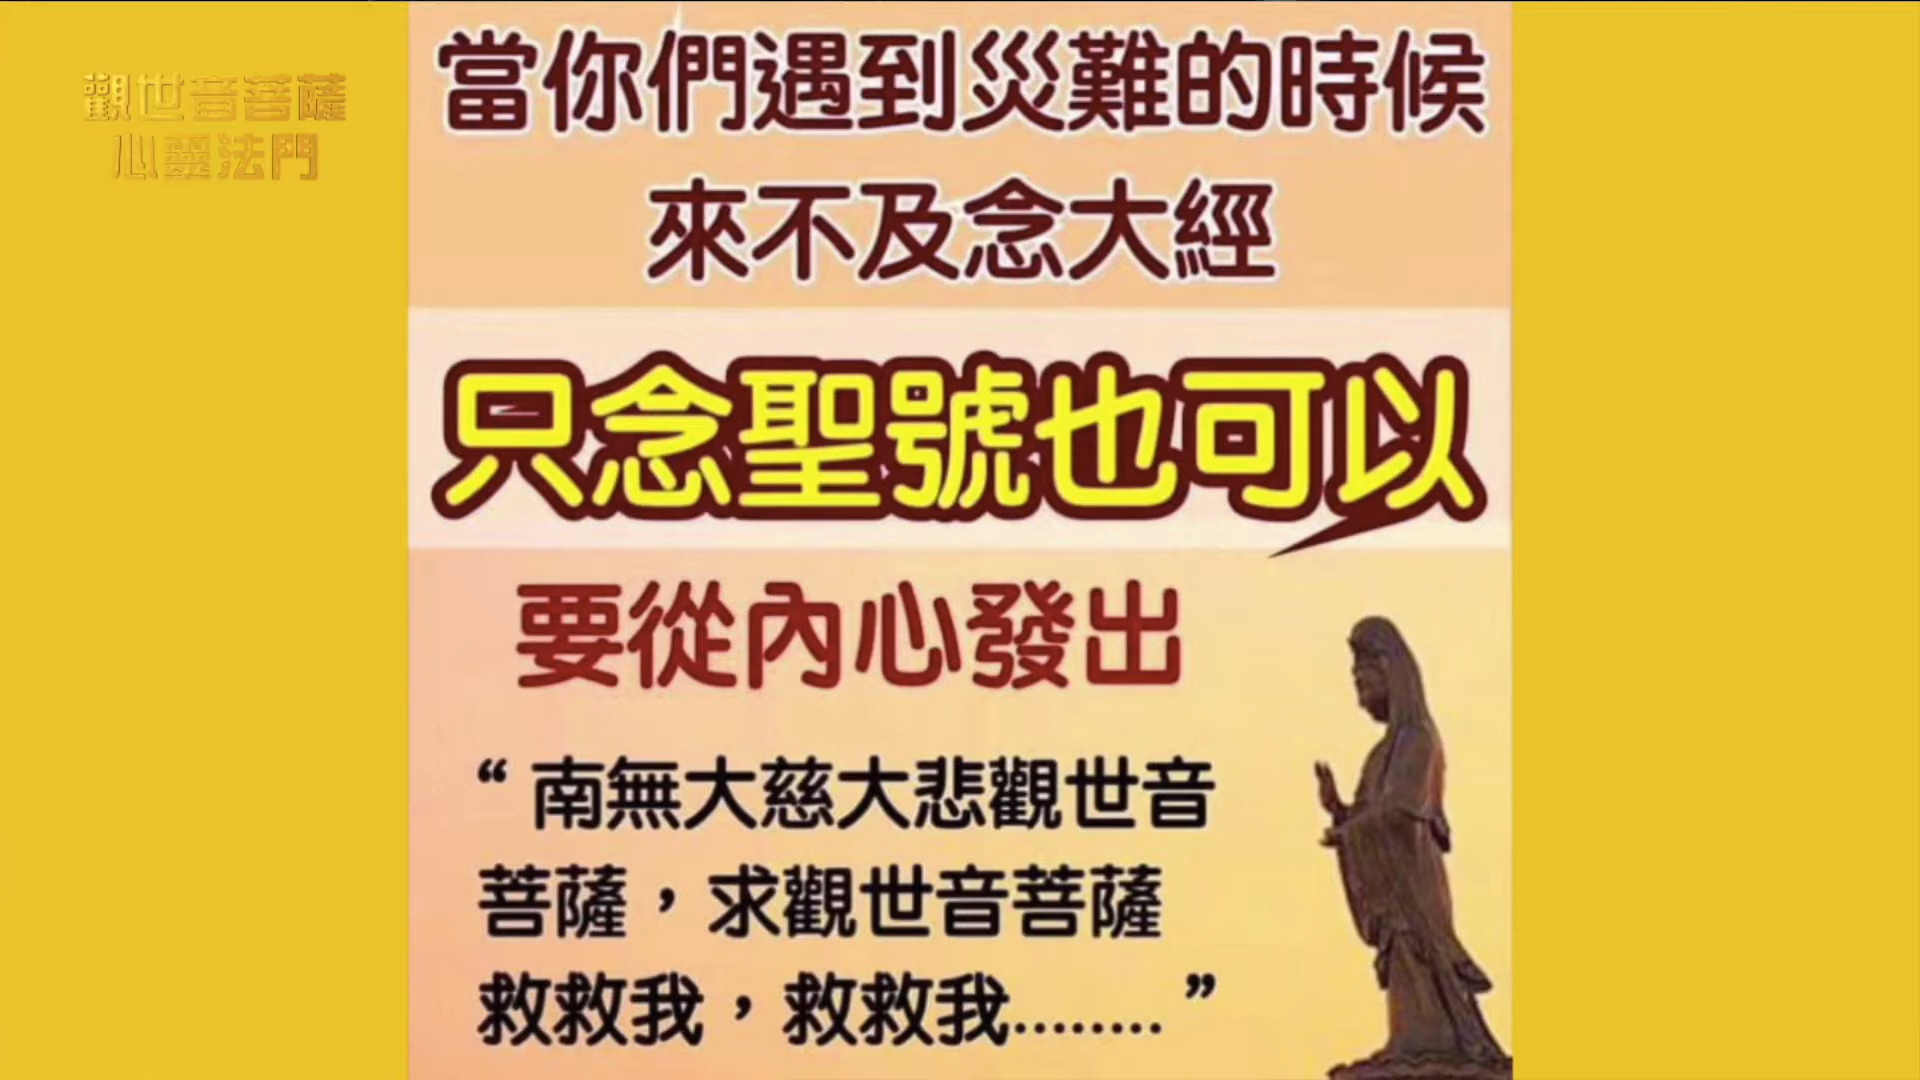 觀世音菩薩
心靈法門
當你們遇到災難的時候
來不及念大經
只念聖號也可以
要從內心發出
“南無大慈大悲觀世音
菩薩，求觀世音菩薩
救救我，救救我........”